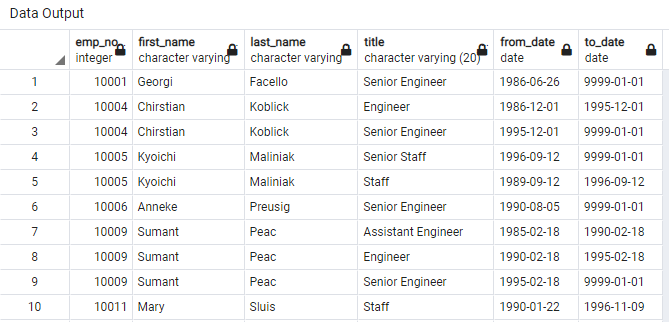 Data Output
emp_no first_name last_name title from_date to_date
integer character varying character varying character varying (20) date date
1 10001 Georgi Facello Senior Engineer 1986-06-26 9999-01-01
2 10004 Chirstian Koblick Engineer 1986-12-01 1995-12-01
3 10004 Chirstian Koblick Senior Engineer 1995-12-01 9999-01-01
4 10005 Kyoichi Maliniak Senior Staff 1996-09-12 9999-01-01
5 10005 Kyoichi Maliniak Staff 1989-09-12 1996-09-12
6 10006 Anneke Preusig Senior Engineer 1990-08-05 9999-01-01
7 10009 Sumant Peac Assistant Engineer 1985-02-18 1990-02-18
8 10009 Sumant Peac Engineer 1990-02-18 1995-02-18
9 10009 Sumant Peac Senior Engineer 1995-02-18 9999-01-01
10 10011 Mary Sluis Staff 1990-01-22 1996-11-09